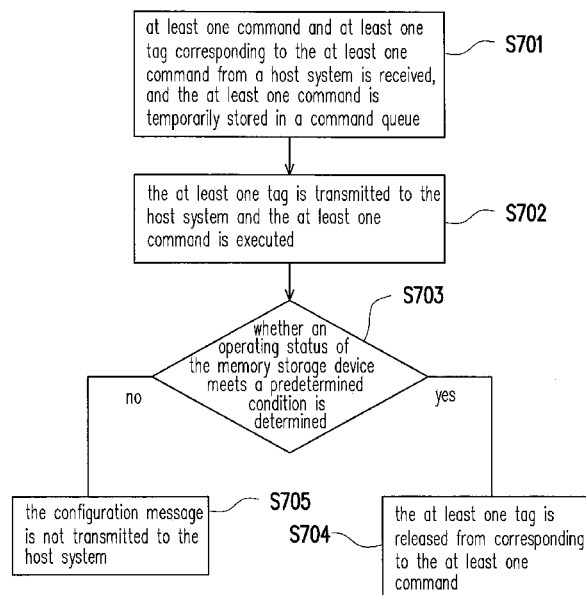 at least one command and at least one
tag corresponding to the at least one
command from a host system is received,
and the at least one command is
temporarily stored in a command queue
S701
the at least one tag is transmitted to the
host system and the at least one
command is executed
S702
S703
whether an
operating status of
the memory storage device
meets a predetermined
condition is
determined
no
yes
S705
the configuration message
is not transmitted to the
host system
S704
the at least one tag is
released from corresponding
to the at least one
command